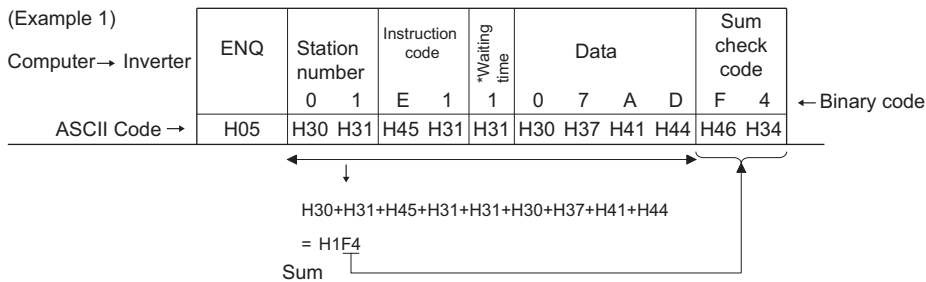 (Example 1)
Computer→ Inverter
ENQ
Station number
Instruction code
*Waiting time
Data
Sum check code
0 1 E 1 1 0 7 A D F 4 ←Binary code
ASCII Code → H05 H30 H31 H45 H31 H31 H30 H37 H41 H44 H46 H34
H30+H31+H45+H31+H31+H30+H37+H41+H44
= H1F4
Sum